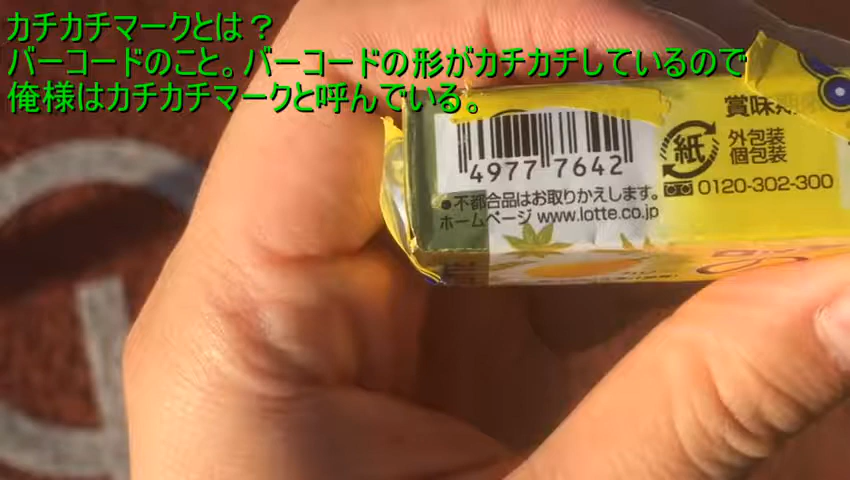 カチカチマークとは？
バーコードのこと。バーコードの形がカチカチしているので
俺様はカチカチマークと呼んでいる。
賞味期限
4977 7642
紙
外包装
個包装
0120-302-300
●不都合品はお取りかえします。
ホームページ www.lotte.co.jp